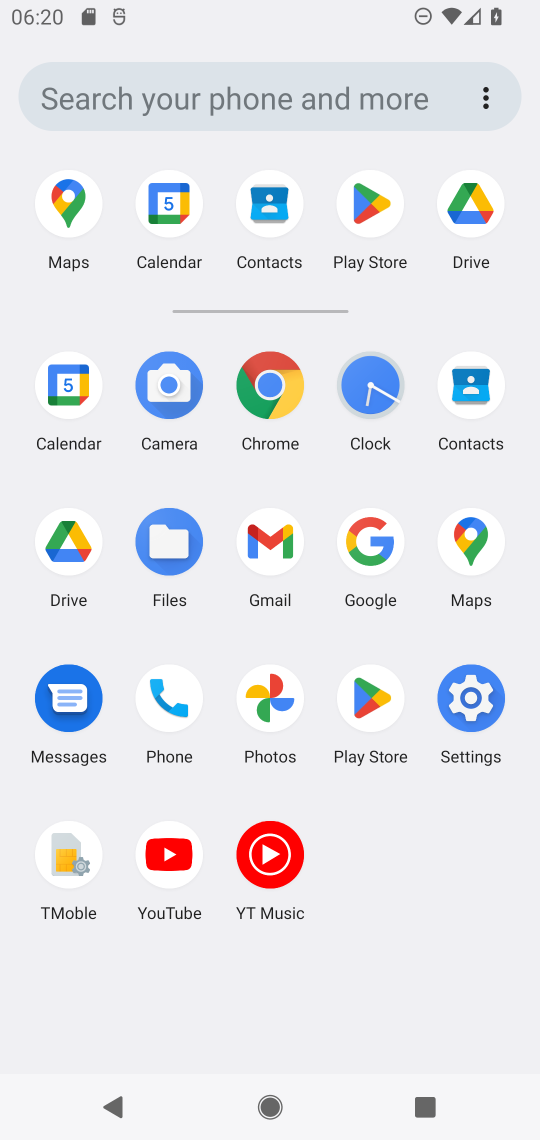 06:20
Search your phone and more
Maps Calendar Contacts Play Store Drive
Calendar Camera Chrome Clock Contacts
Drive Files Gmail Google Maps
Messages Phone Photos Play Store Settings
TMoble YouTube YT Music